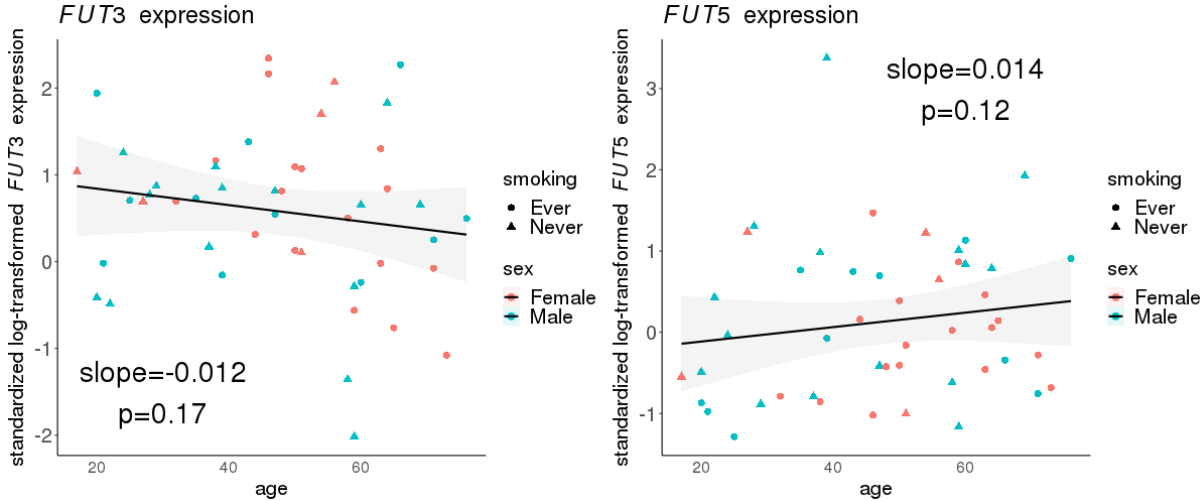 FUT3 expression
standardized log-transformed FUT3 expression
2
1
0
-1
-2
slope=-0.012
p=0.17
20
40
60
age
smoking
Ever
Never
sex
Female
Male
FUT5 expression
standardized log-transformed FUT5 expression
3
2
1
0
-1
slope=0.014
p=0.12
20
40
60
age
smoking
Ever
Never
sex
Female
Male